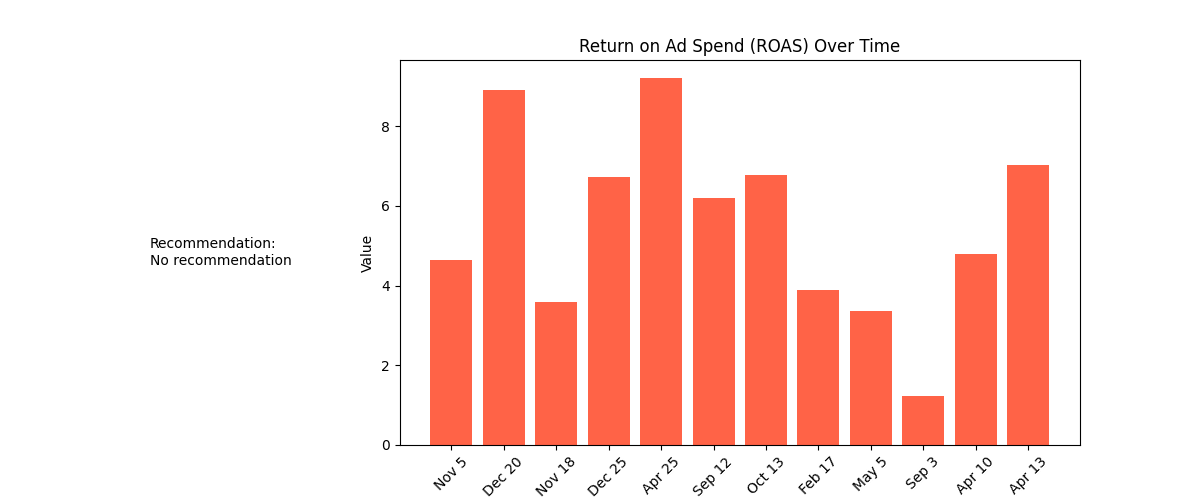 Return on Ad Spend (ROAS) Over Time
Recommendation:
No recommendation
Value
8
6
4
2
0
Nov 5
Dec 20
Nov 18
Dec 25
Apr 25
Sep 12
Oct 13
Feb 17
May 5
Sep 3
Apr 10
Apr 13